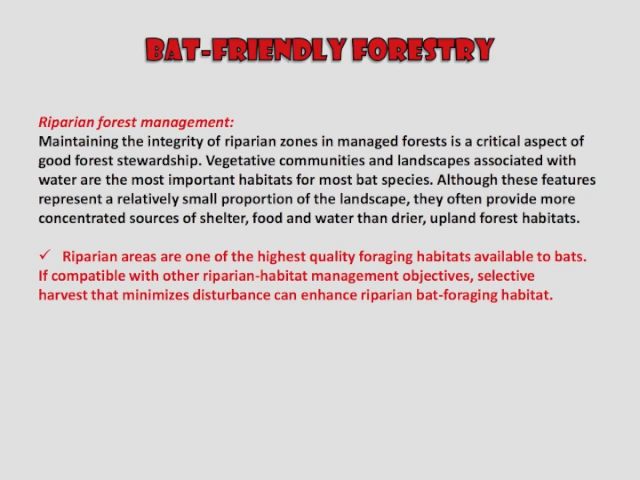 BAT-FRIENDLY FORESTRY
Riparian forest management:
Maintaining the integrity of riparian zones in managed forests is a critical aspect of
good forest stewardship. Vegetative communities and landscapes associated with
water are the most important habitats for most bat species. Although these features
represent a relatively small proportion of the landscape, they often provide more
concentrated sources of shelter, food and water than drier, upland forest habitats.
✓ Riparian areas are one of the highest quality foraging habitats available to bats.
If compatible with other riparian-habitat management objectives, selective
harvest that minimizes disturbance can enhance riparian bat-foraging habitat.